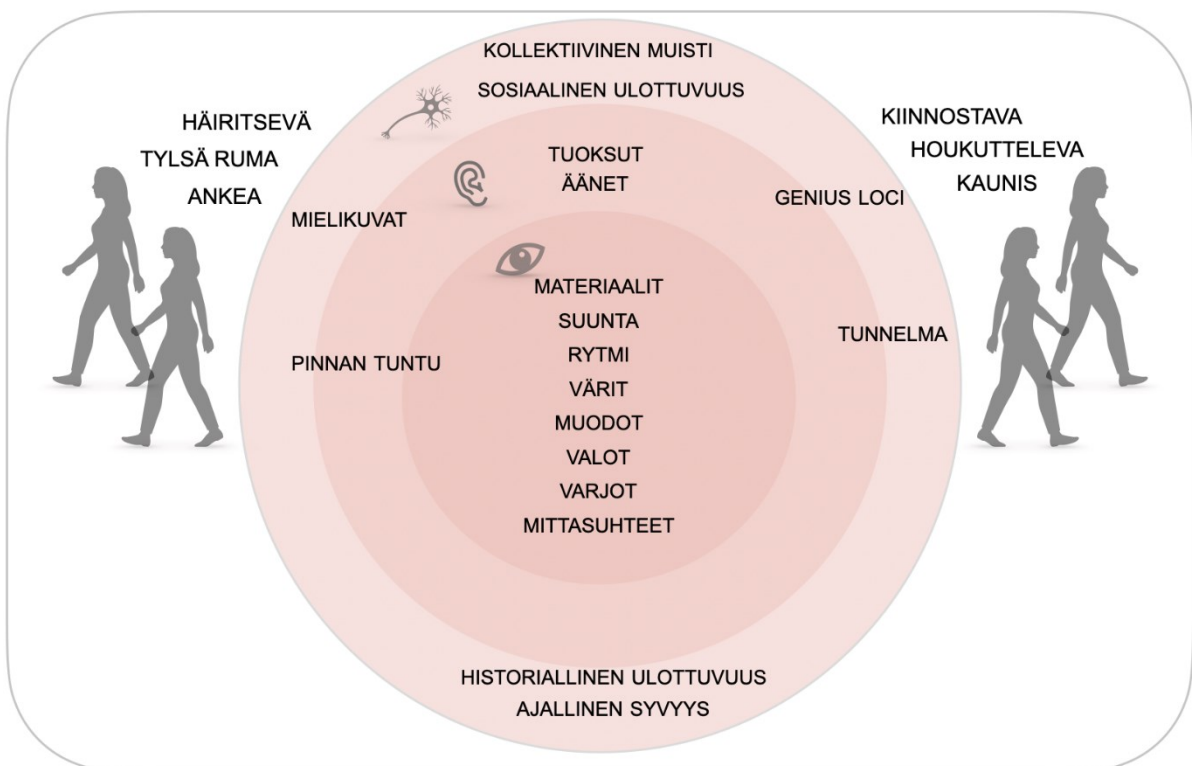 KOLLEKTIIVINEN MUISTI
SOSIAALINEN ULOTTUVUUS
HÄIRITSEVÄ
TYLSÄ RUMA
ANKEA
KIINNOSTAVA
HOUKUTTELEVA
KAUNIS
TUOKSUT
ÄÄNET
MIELIKUVAT
GENIUS LOCI
MATERIAALIT
SUUNTA
RYTMI
VÄRIT
MUODOT
VALOT
VARJOT
MITTASUHTEET
PINNAN TUNTU
TUNNELMA
HISTORIALLINEN ULOTTUVUUS
AJALLINEN SYVYYS